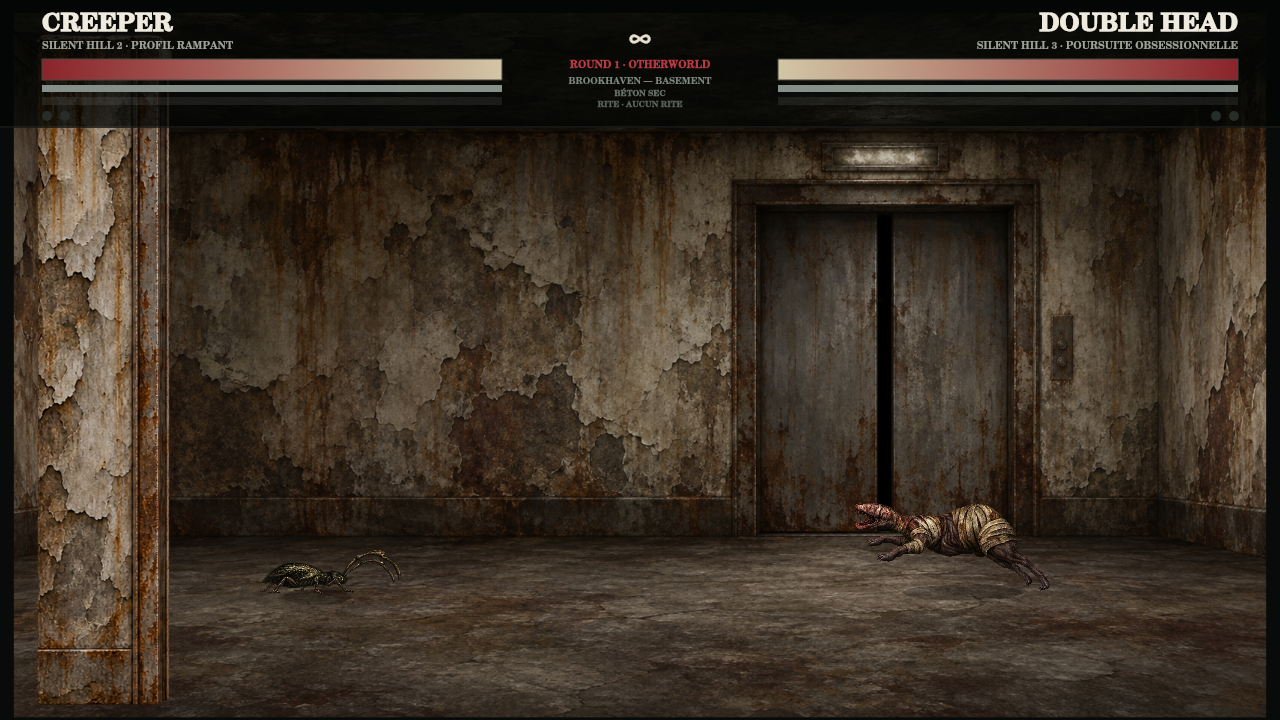 CREEPER
SILENT HILL 2 · PROFIL RAMPANT
∞
ROUND 1 · OTHERWORLD
BROOKHAVEN — BASEMENT
BÉTON SEC
RITE · AUCUN RITE
DOUBLE HEAD
SILENT HILL 3 · POURSUITE OBSESSIONNELLE